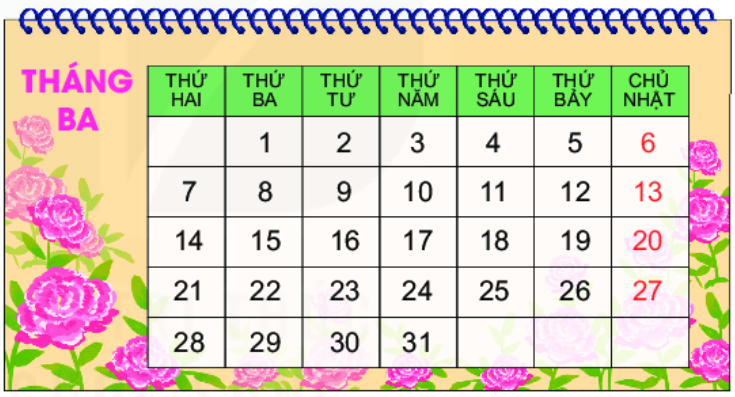 THÁNG
BA
THỨ HAI THỨ BA THỨ TƯ THỨ NĂM THỨ SÁU THỨ BẢY CHỦ NHẬT
1 2 3 4 5 6
7 8 9 10 11 12 13
14 15 16 17 18 19 20
21 22 23 24 25 26 27
28 29 30 31